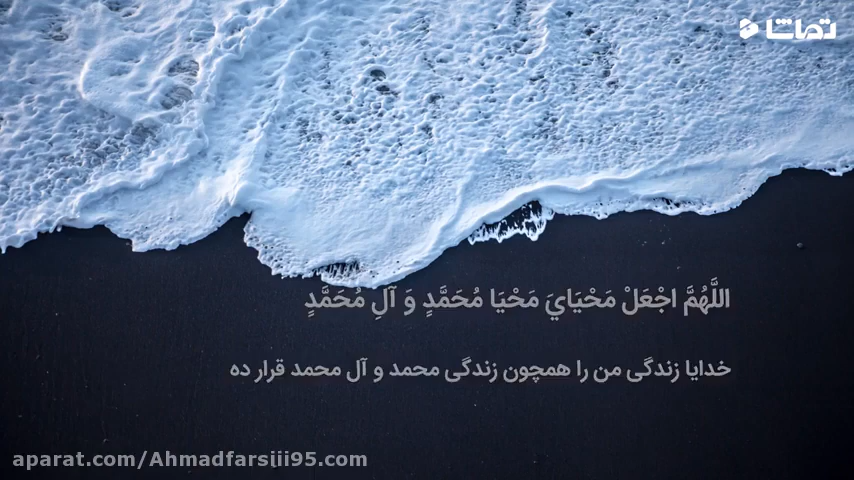 تماشا
اللَّهُمَّ اجْعَلْ مَحْيَايَ مَحْيَا مُحَمَّدٍ وَ آلِ مُحَمَّدٍ
خدایا زندگی من را همچون زندگی محمد و آل محمد قرار ده
aparat.com/Ahmadfarsiii95.com